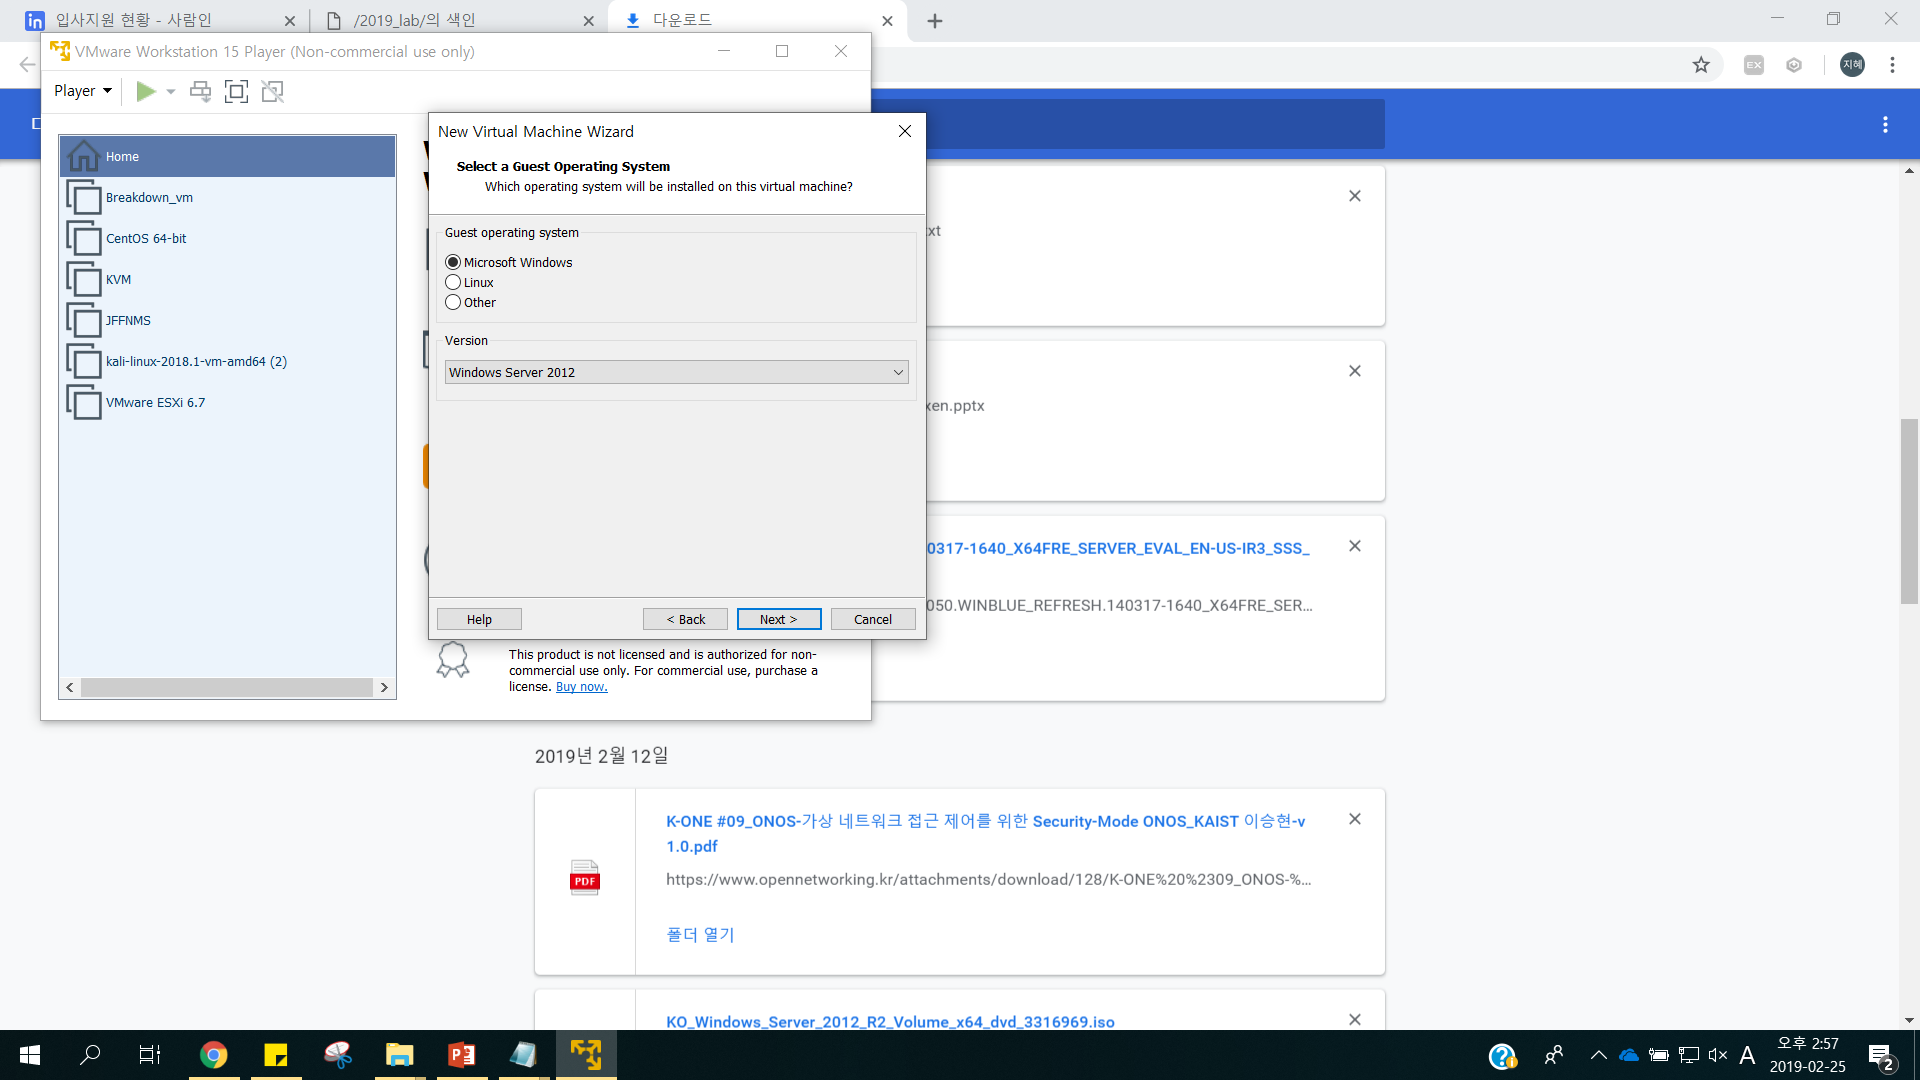 입사지원 현황 - 사람인
/2019_lab/의 색인
다운로드
VMware Workstation 15 Player (Non-commercial use only)
EX
지혜
Player
New Virtual Machine Wizard
Select a Guest Operating System
Which operating system will be installed on this virtual machine?
Home
Breakdown_vm
CentOS 64-bit
KVM
JFFNMS
kali-linux-2018.1-vm-amd64 (2)
VMware ESXi 6.7
Guest operating system
Microsoft Windows
Linux
Other
Version
Windows Server 2012
Help
< Back
Next >
Cancel
This product is not licensed and is authorized for non-
commercial use only. For commercial use, purchase a
license. Buy now.
xt
xen.pptx
0317-1640_X64FRE_SERVER_EVAL_EN-US-IR3_SSS_
050.WINBLUE_REFRESH.140317-1640_X64FRE_SER...
2019년 2월 12일
K-ONE #09_ONOS-가상 네트워크 접근 제어를 위한 Security-Mode ONOS_KAIST 이승현-v
1.0.pdf
PDF
https://www.opennetworking.kr/attachments/download/128/K-ONE%20%2309_ONOS-%...
폴더 열기
KO_Windows_Server_2012_R2_Volume_x64_dvd_3316969.iso
A
오후 2:57
2019-02-25
2